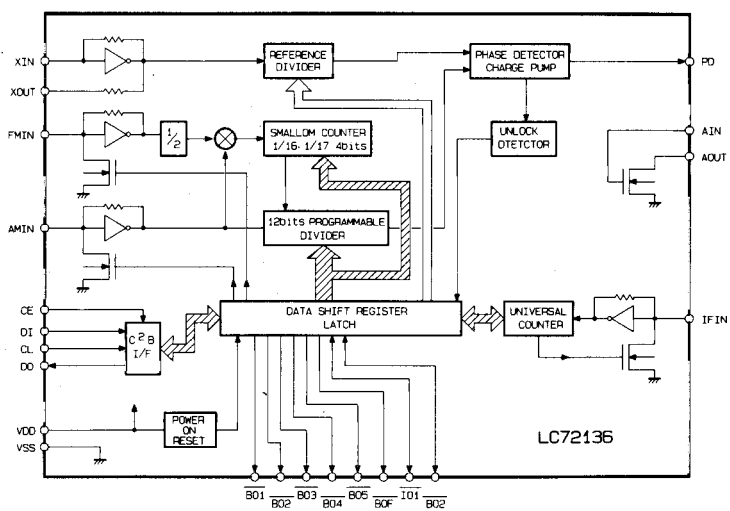 XIN
XOUT
FMIN
AMIN
CE
DI
CL
DO
VDD
VSS
REFERENCE
DIVIDER
PHASE DETECTOR
CHARGE PUMP
1/2
SMALLOM COUNTER
1/16·1/17 4bits
UNLOCK
DTETCTOR
12bits PROGRAMMABLE
DIVIDER
C²B
I/F
DATA SHIFT REGISTER
LATCH
UNIVERSAL
COUNTER
POWER
ON
RESET
PD
AIN
AOUT
IFIN
LC72136
BO1
BO2
BO3
BO4
BO5
BOF
IO1
BO2